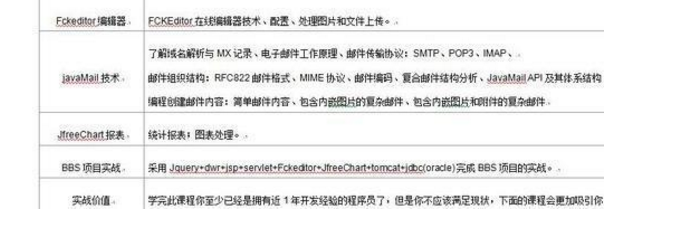 Fckeditor 编辑器
FCKEditor 在线编辑器技术、配置、处理图片和文件上传。
了解域名解析与 MX 记录、电子邮件工作原理、邮件传输协议：SMTP、POP3、IMAP、
javaMail 技术
邮件组织结构：RFC822 邮件格式、MIME 协议、邮件编码、复合邮件结构分析、JavaMail API 及其体系结构
编程创建邮件内容：简单邮件内容、包含内嵌图片的复杂邮件、包含内嵌图片和附件的复杂邮件
JfreeChart 报表
统计报表；图表处理。
BBS 项目实战
采用 Jquery+dwr+jsp+servlet+Fckeditor+JfreeChart+tomcat+jdbc(oracle)完成 BBS 项目的实战。
实战价值
学完此课程你至少已经是拥有近 1 年开发经验的程序员了，但是你不应该满足现状，下面的课程会更加吸引你